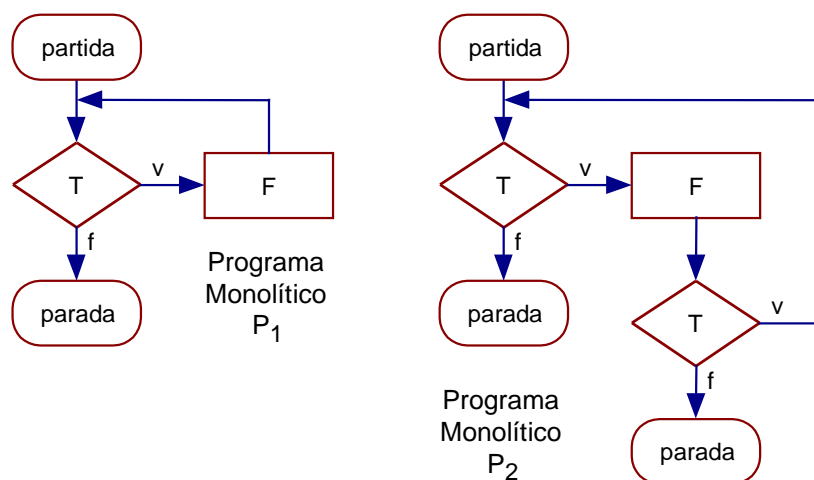 partida
T
v
F
f
parada
Programa
Monolítico
P1
partida
T
v
F
f
parada
T
v
f
parada
Programa
Monolítico
P2